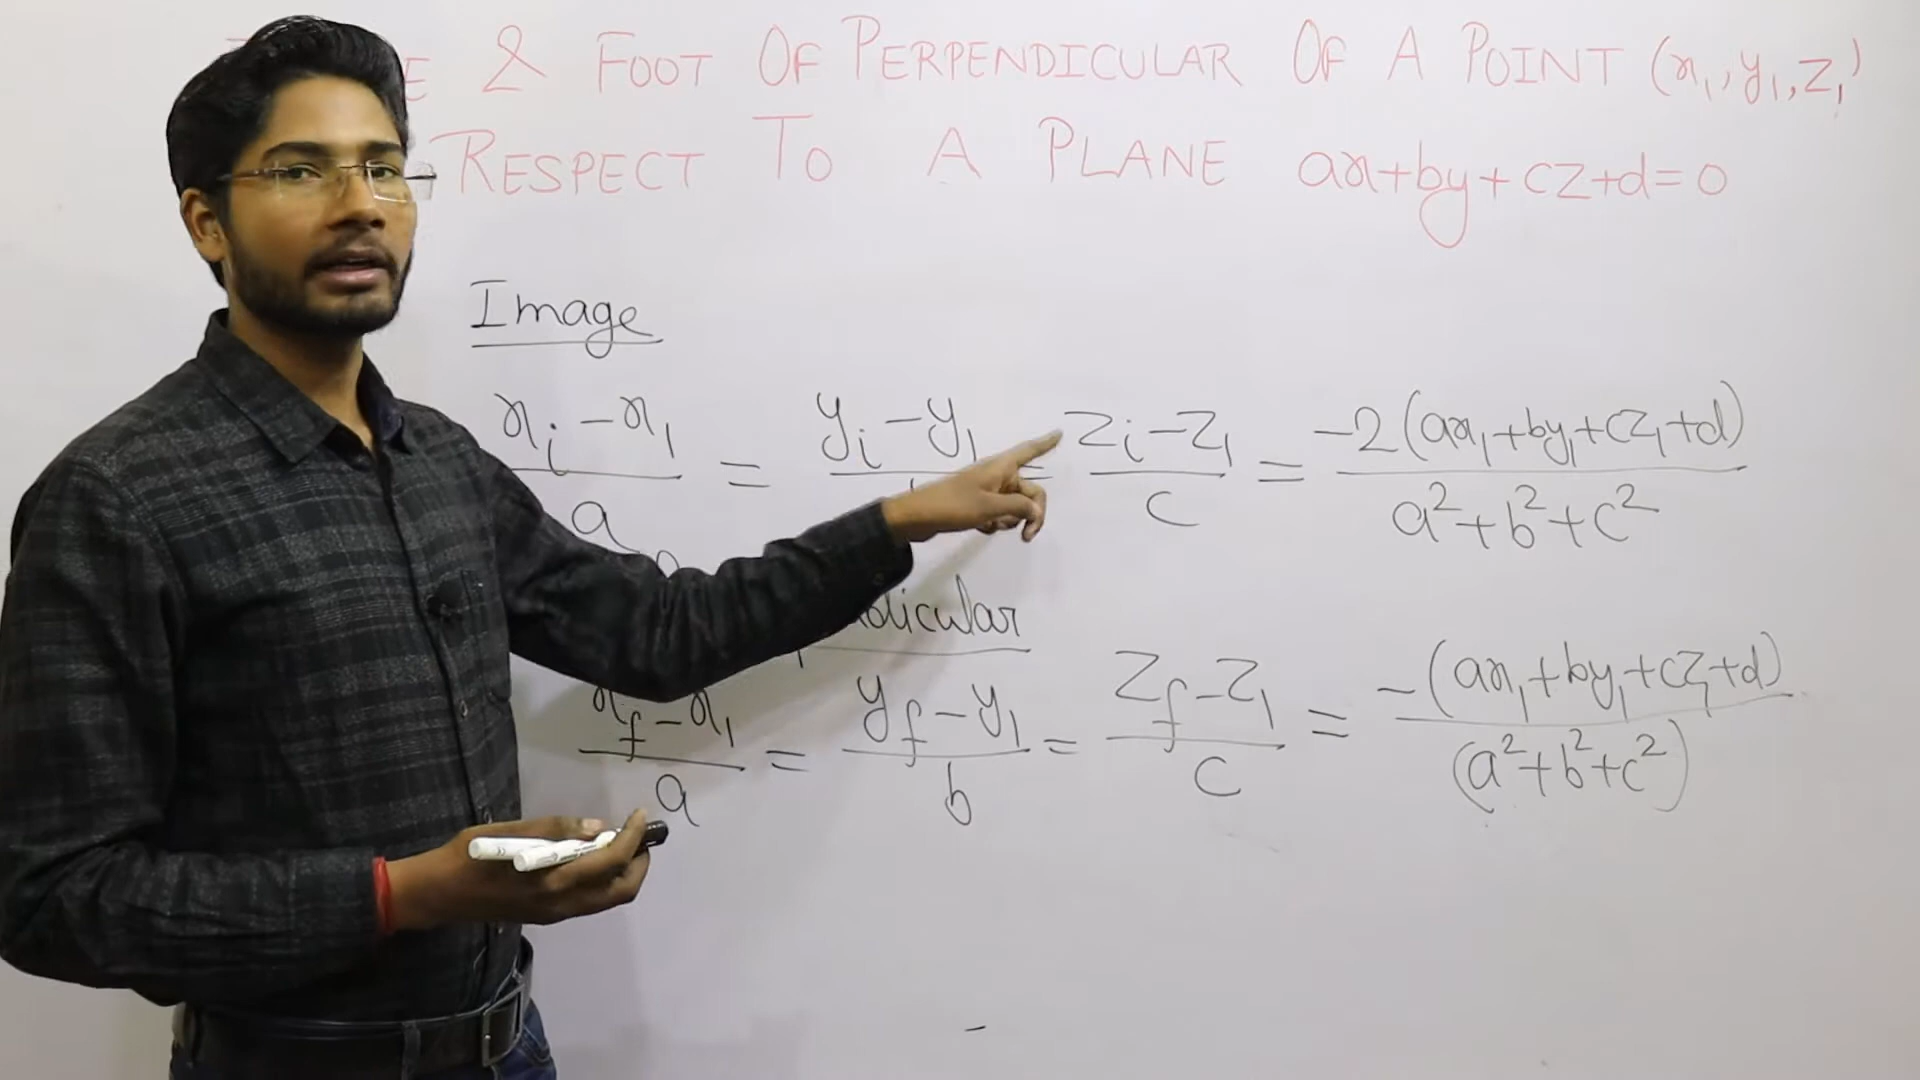 & FOOT OF PERPENDICULAR OF A POINT (x₁, y₁, z₁)
RESPECT TO A PLANE ax+by+cz+d=0
Image
xᵢ-x₁/a = yᵢ-y₁/ = zᵢ-z₁/c = -2(ax₁+by₁+cz₁+d)/a²+b²+c²
dicular
x_f-x₁/a = y_f-y₁/b = z_f-z₁/c = -(ax₁+by₁+cz₁+d)/(a²+b²+c²)